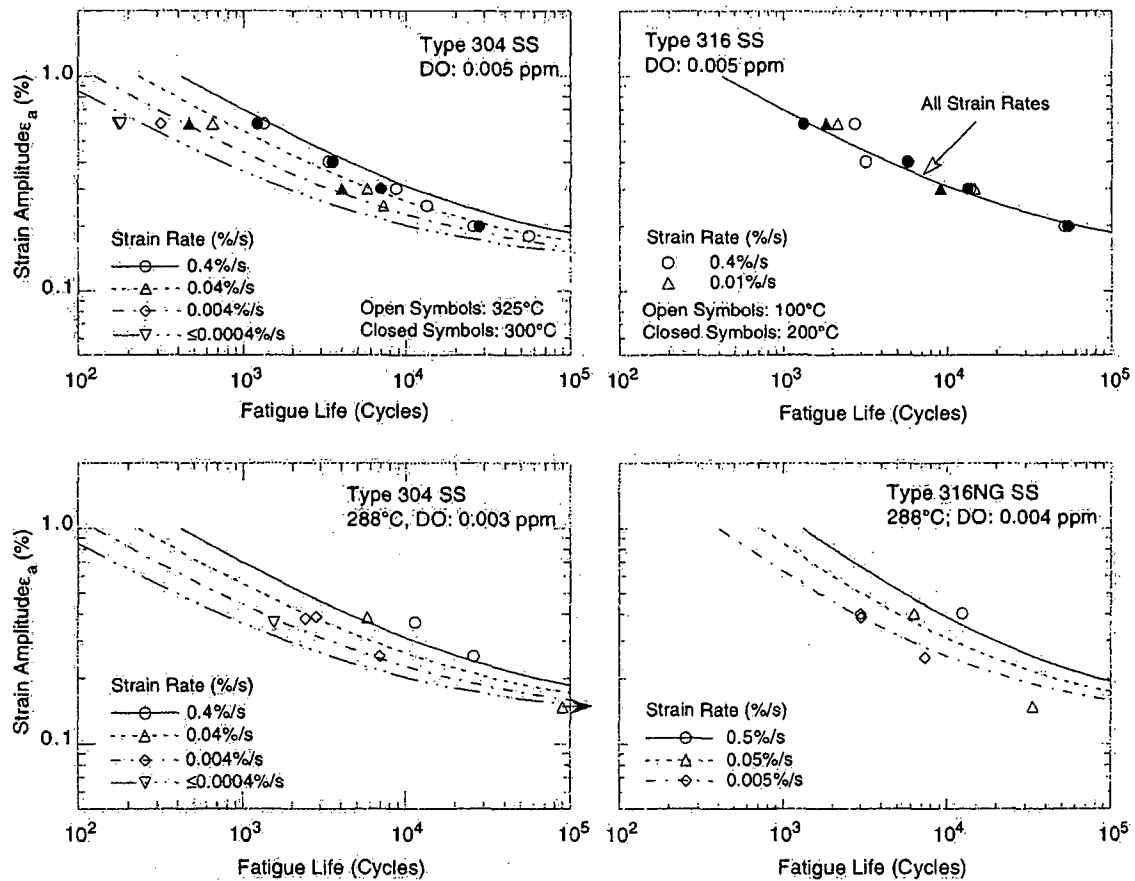 Type 304 SS
DO: 0.005 ppm
1.0
0.1
Strain Amplitude εa (%)
Strain Rate (%/s)
0.4%/s
0.04%/s
0.004%/s
≤0.0004%/s
Open Symbols: 325°C
Closed Symbols: 300°C
10² 10³ 10⁴ 10⁵
Fatigue Life (Cycles)
Type 316 SS
DO: 0.005 ppm
All Strain Rates
Strain Rate (%/s)
0.4%/s
0.01%/s
Open Symbols: 100°C
Closed Symbols: 200°C
10² 10³ 10⁴ 10⁵
Fatigue Life (Cycles)
Type 304 SS
288°C, DO: 0.003 ppm
1.0
0.1
Strain Amplitude εa (%)
Strain Rate (%/s)
0.4%/s
0.04%/s
0.004%/s
≤0.0004%/s
10² 10³ 10⁴ 10⁵
Fatigue Life (Cycles)
Type 316NG SS
288°C; DO: 0.004 ppm
Strain Rate (%/s)
0.5%/s
0.05%/s
0.005%/s
10² 10³ 10⁴ 10⁵
Fatigue Life (Cycles)